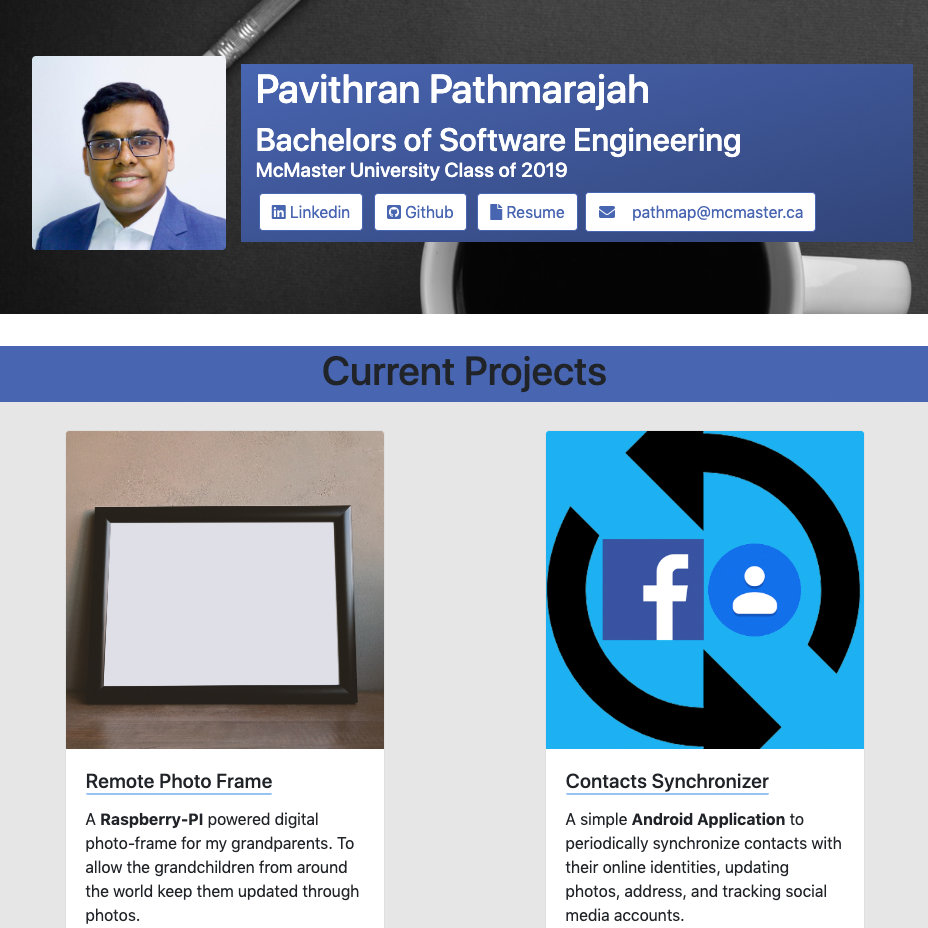 Pavithran Pathmarajah
Bachelors of Software Engineering
McMaster University Class of 2019
Linkedin Github Resume pathmap@mcmaster.ca
Current Projects
Remote Photo Frame
A Raspberry-PI powered digital
photo-frame for my grandparents. To
allow the grandchildren from around
the world keep them updated through
photos.
Contacts Synchronizer
A simple Android Application to
periodically synchronize contacts with
their online identities, updating
photos, address, and tracking social
media accounts.